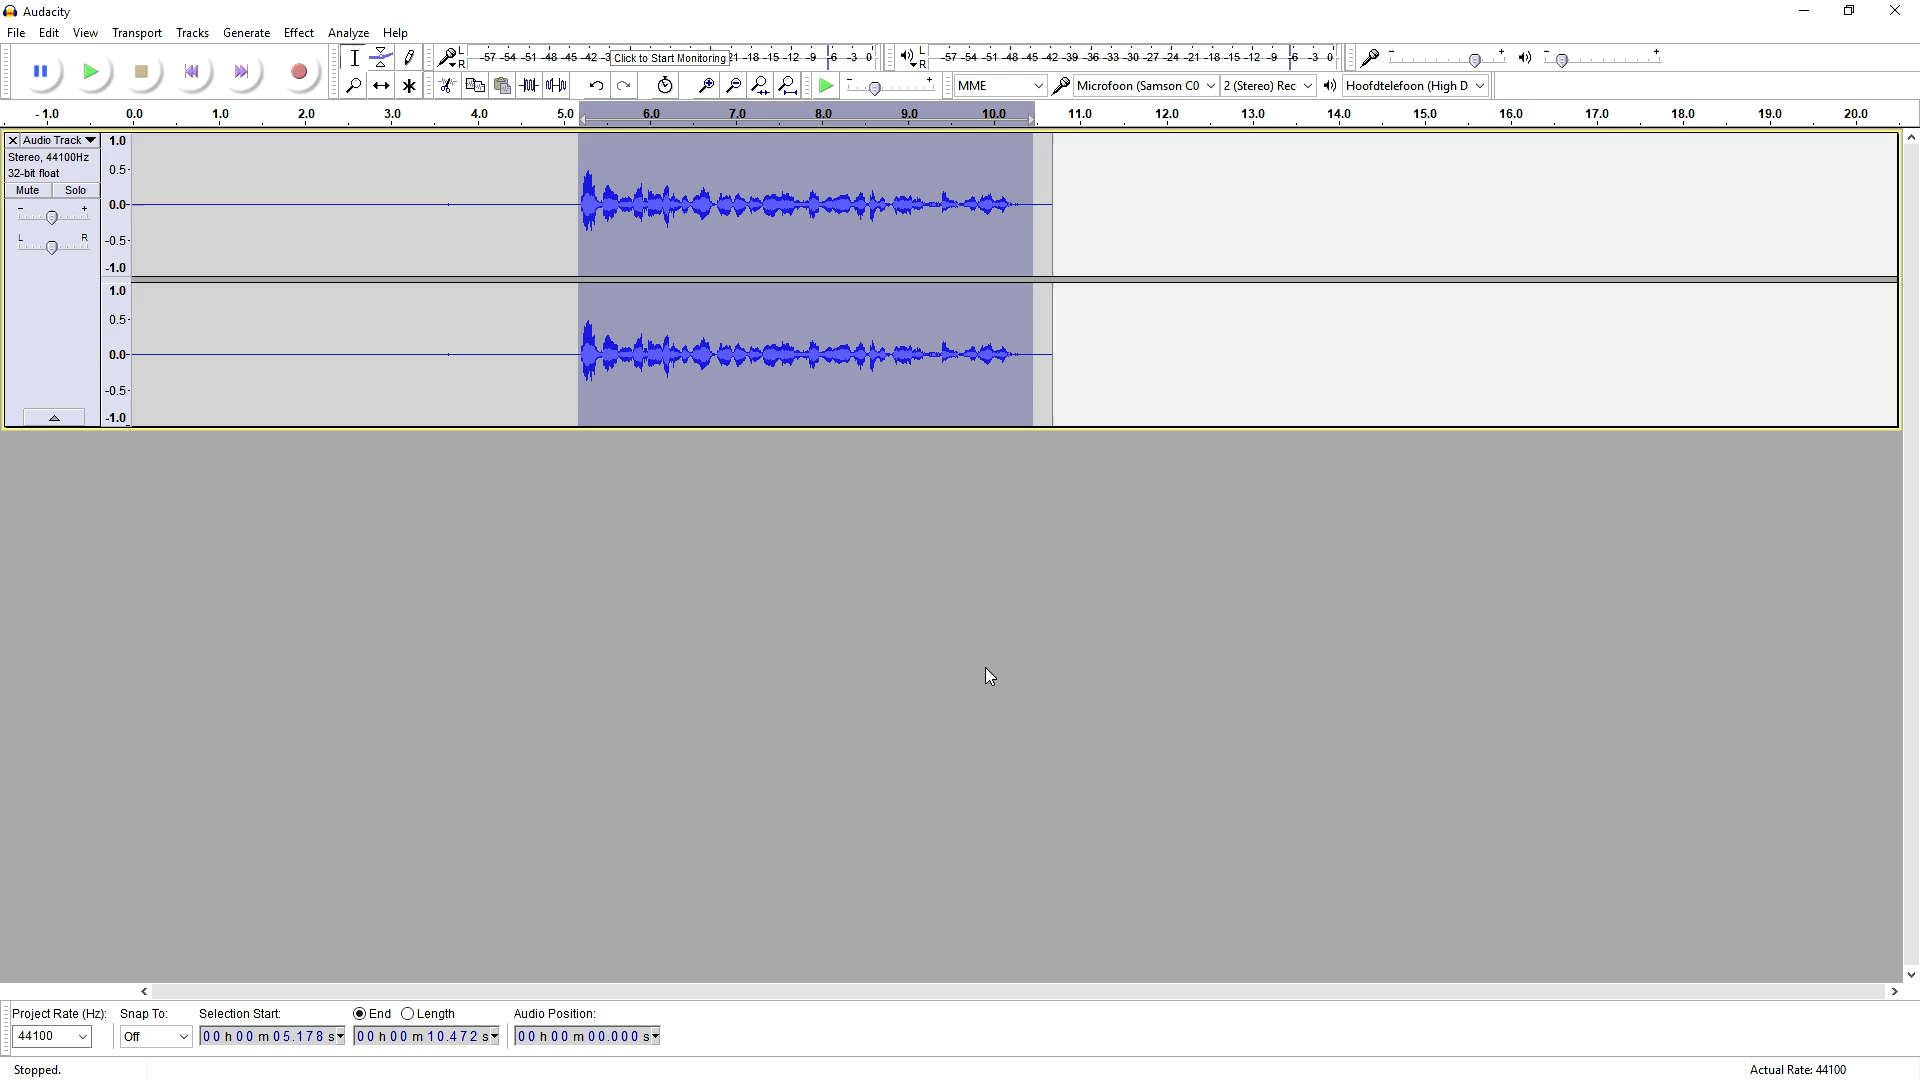 Audacity
File Edit View Transport Tracks Generate Effect Analyze Help
L R -57 -54 -51 -48 -45 -42 -3 Click to Start Monitoring 21 -18 -15 -12 -9 -6 -3 0 L R -57 -54 -51 -48 -45 -42 -39 -36 -33 -30 -27 -24 -21 -18 -15 -12 -9 -6 -3 0 - + - +
- + MME Microfoon (Samson C0 2 (Stereo) Rec Hoofdtelefoon (High D
-1.0 0.0 1.0 2.0 3.0 4.0 5.0 6.0 7.0 8.0 9.0 10.0 11.0 12.0 13.0 14.0 15.0 16.0 17.0 18.0 19.0 20.0
Audio Track 1.0
Stereo, 44100Hz
0.5
32-bit float
Mute Solo
- + 0.0
L R -0.5
-1.0
1.0
0.5
0.0
-0.5
-1.0
Project Rate (Hz): Snap To: Selection Start: End Length Audio Position:
44100 Off 00 h 00 m 05.178 s 00 h 00 m 10.472 s 00 h 00 m 00.000 s
Stopped. Actual Rate: 44100